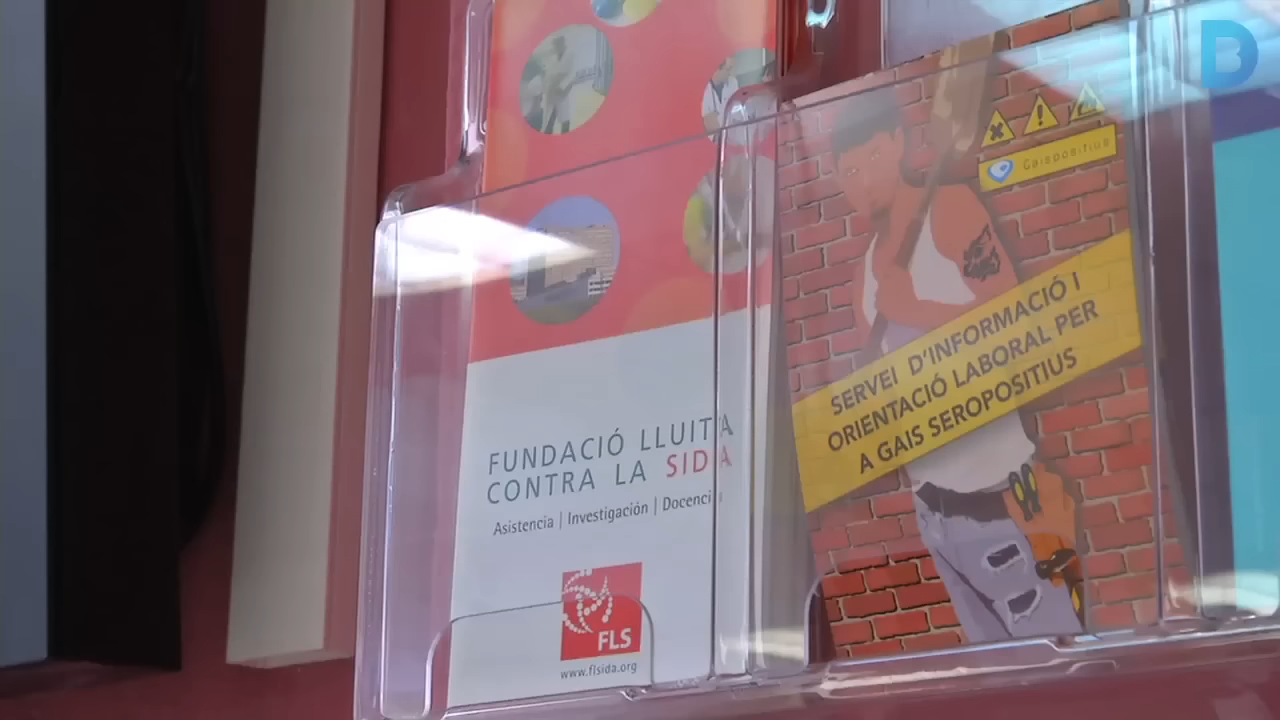 FUNDACIÓ LLUITA
CONTRA LA SIDA
Asistencia | Investigación | Docencia
FLS
www.flsida.org
Gaispositius
SERVEI D'INFORMACIÓ I
ORIENTACIÓ LABORAL PER
A GAIS SEROPOSITIUS
B